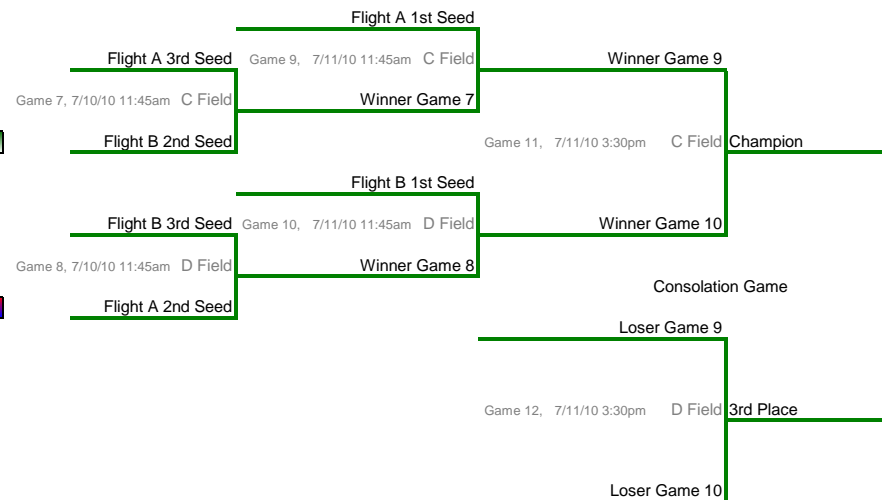 Flight A 1st Seed
Flight A 3rd Seed
Game 9, 7/11/10 11:45am C Field
Winner Game 9
Game 7, 7/10/10 11:45am C Field
Winner Game 7
Flight B 2nd Seed
Game 11, 7/11/10 3:30pm C Field
Champion
Flight B 1st Seed
Flight B 3rd Seed
Game 10, 7/11/10 11:45am D Field
Winner Game 10
Game 8, 7/10/10 11:45am D Field
Winner Game 8
Flight A 2nd Seed
Consolation Game
Loser Game 9
Game 12, 7/11/10 3:30pm D Field
3rd Place
Loser Game 10